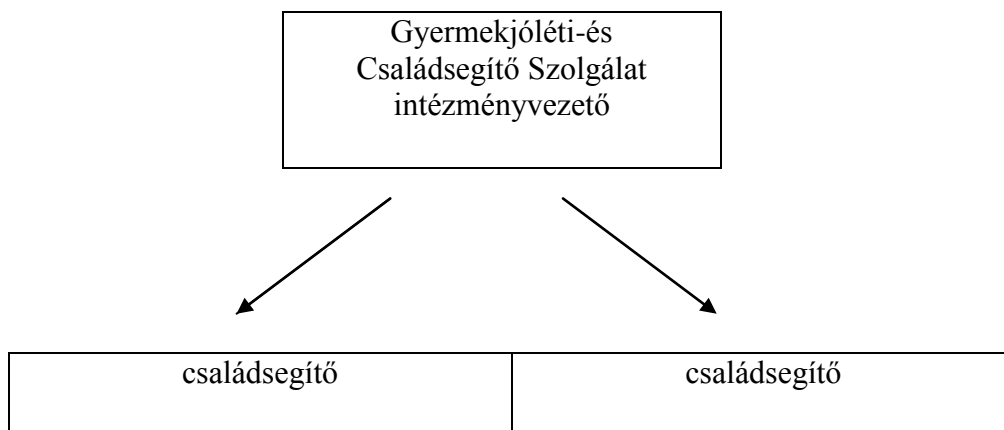 Gyermekjóléti-és
Családsegítő Szolgálat
intézményvezető
családsegítő
családsegítő